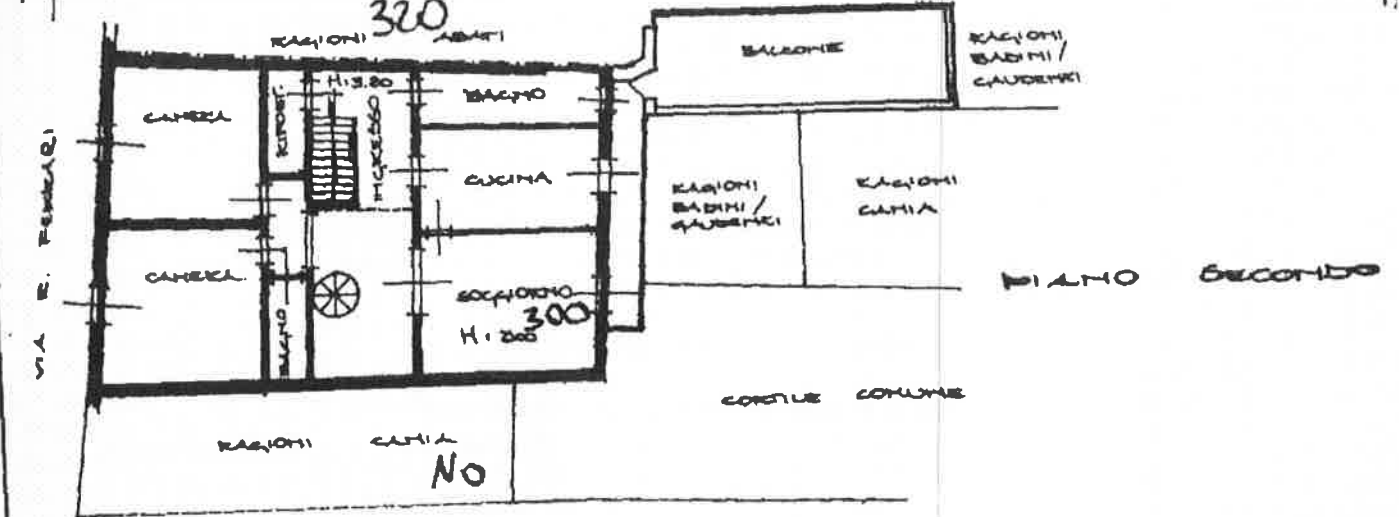 320
RAGIONI ABATI
BALCONE
RAGIONI
BADINI /
GAUDENZI
H: 3.80
CAMERA
RIPOST.
INGRESSO
BAGNO
CUCINA
RAGIONI
BADINI /
GAUDENZI
RAGIONI
CAMIA
VIA E. FERRARI
CAMERA
BAGNO
SOGGIORNO
300
PIANO SECONDO
CORTILE COMUNE
RAGIONI CAMIA
NO